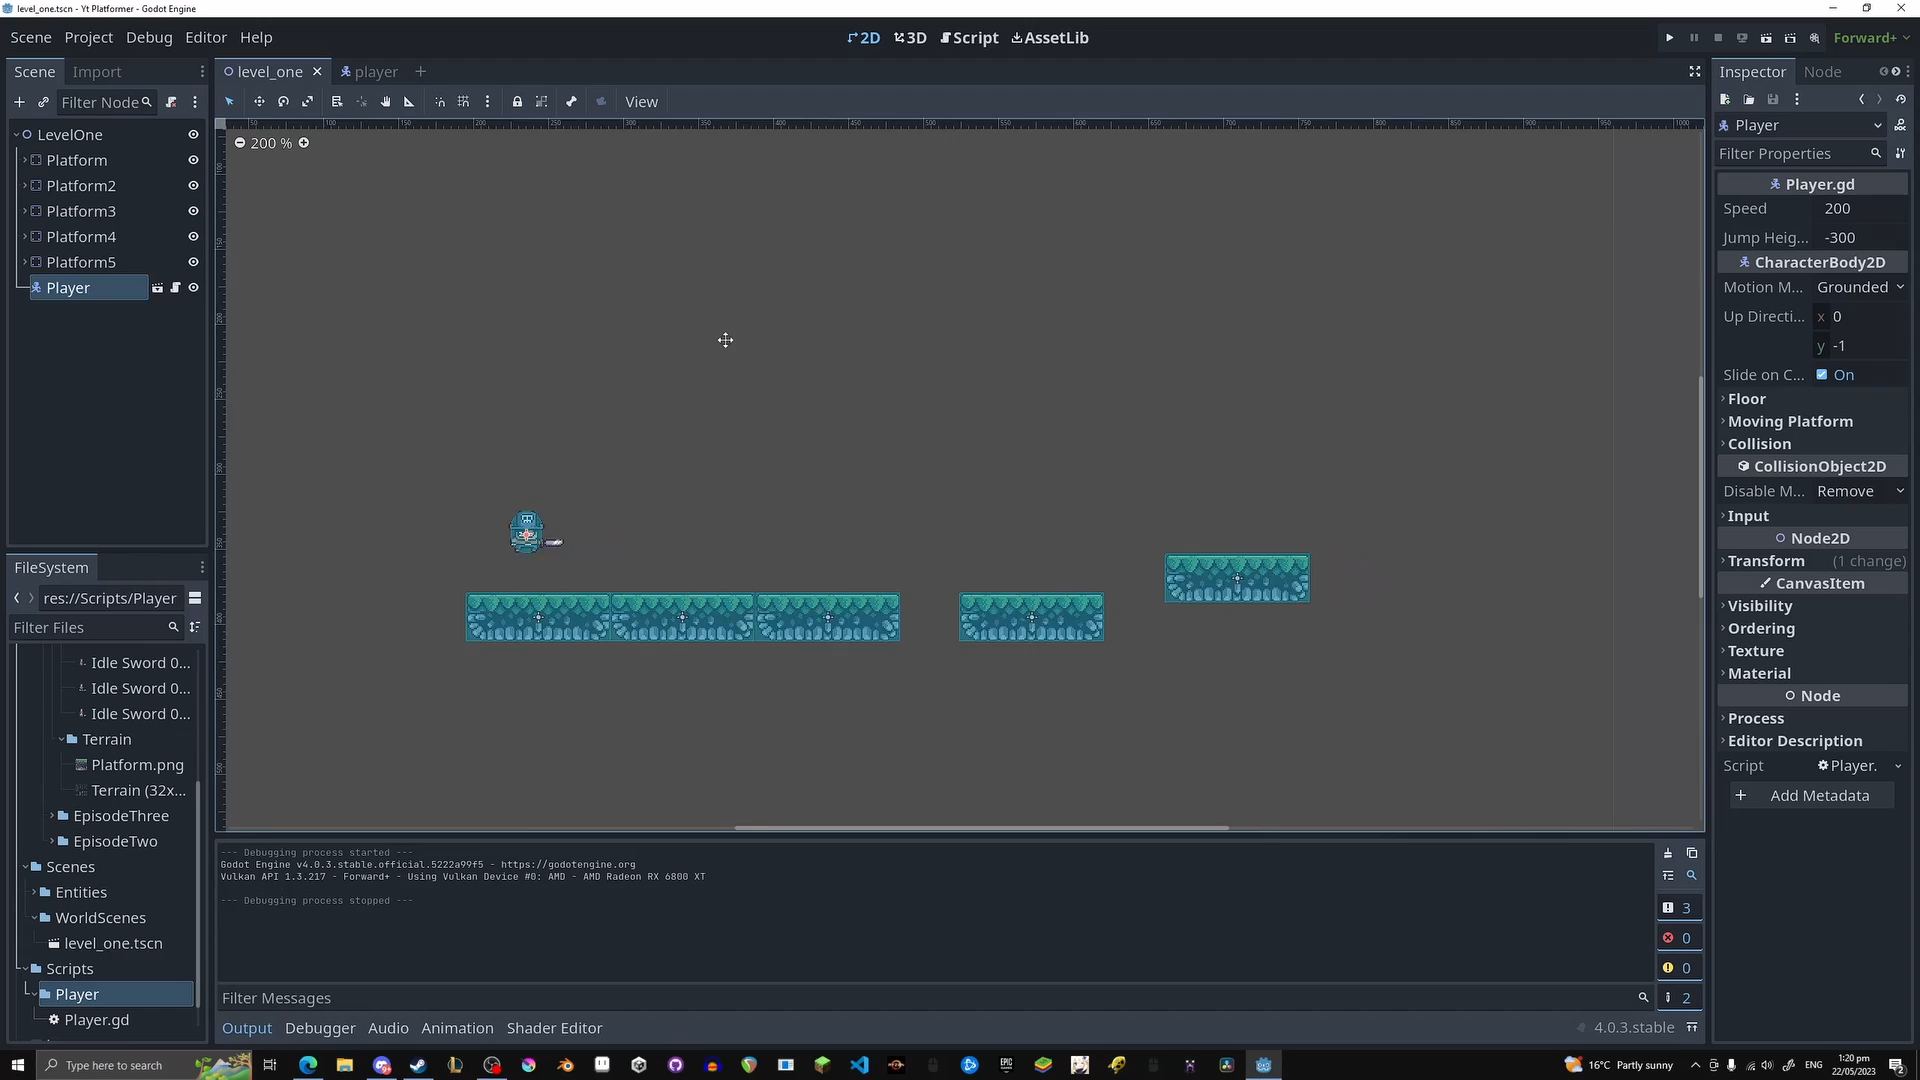 level_one.tscn - Yt Platformer - Godot Engine
Scene Project Debug Editor Help
2D 3D Script AssetLib
Forward+
Scene Import
level_one player
Inspector Node
Filter Node
View
LevelOne
Platform
Platform2
Platform3
Platform4
Platform5
Player
200 %
Player
Filter Properties
Player.gd
Speed 200
Jump Heig... -300
CharacterBody2D
Motion M... Grounded
Up Directi... x 0
y -1
Slide on C... On
Floor
Moving Platform
Collision
CollisionObject2D
Disable M... Remove
Input
Node2D
Transform (1 change)
CanvasItem
Visibility
Ordering
Texture
Material
Node
Process
Editor Description
Script Player.
Add Metadata
FileSystem
res://Scripts/Player
Filter Files
Idle Sword 0...
Idle Sword 0...
Idle Sword 0...
Terrain
Platform.png
Terrain (32x...
EpisodeThree
EpisodeTwo
Scenes
Entities
WorldScenes
level_one.tscn
Scripts
Player
Player.gd
--- Debugging process started ---
Godot Engine v4.0.3.stable.official.5222a99f5 - https://godotengine.org
Vulkan API 1.3.217 - Forward+ - Using Vulkan Device #0: AMD - AMD Radeon RX 6800 XT
--- Debugging process stopped ---
3
0
0
2
Filter Messages
Output Debugger Audio Animation Shader Editor
4.0.3.stable
Type here to search
16°C Partly sunny
ENG
1:20 pm
22/05/2023